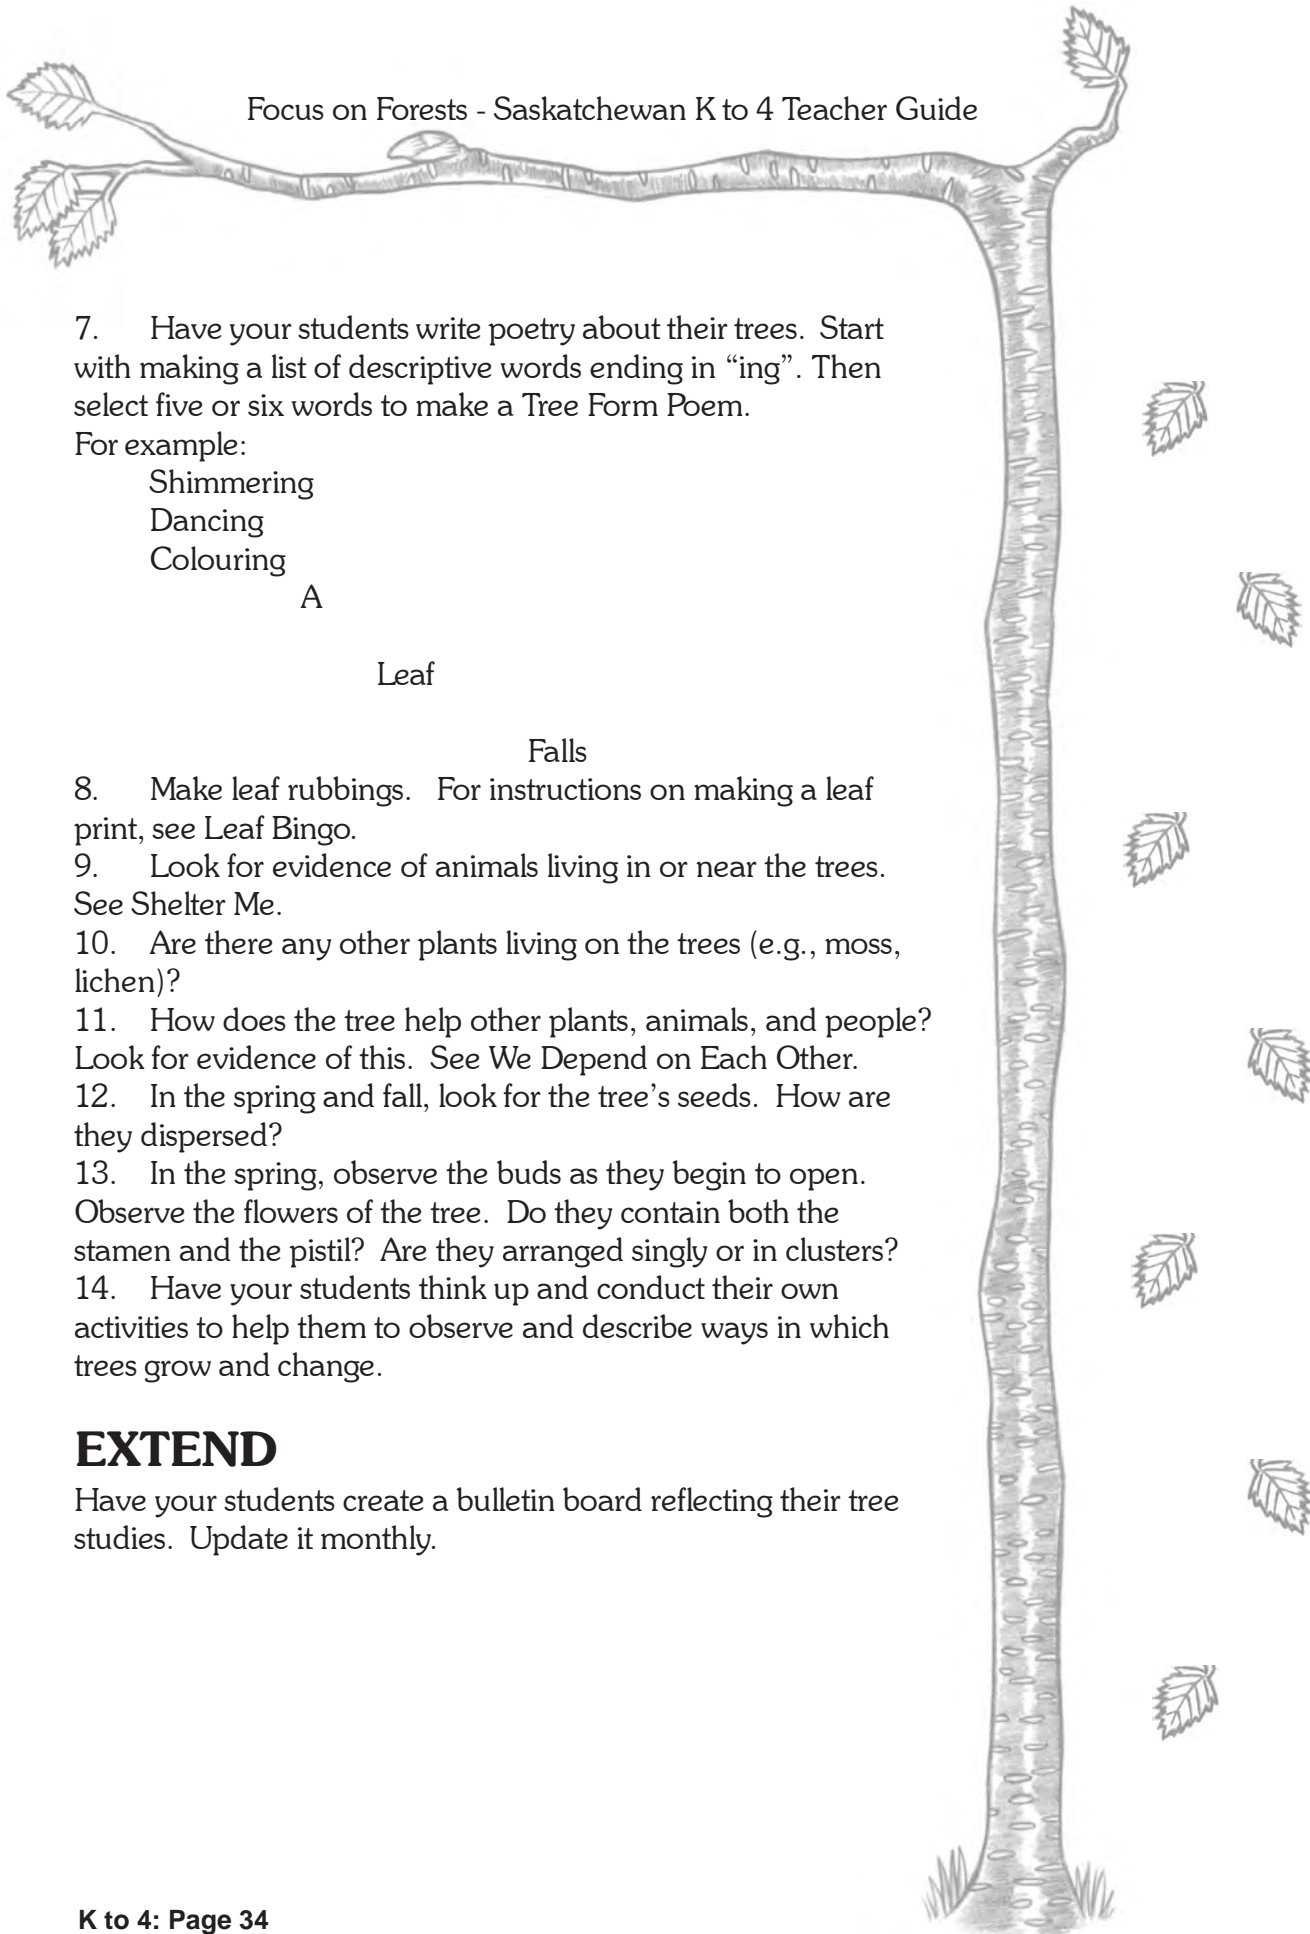 Focus on Forests - Saskatchewan K to 4 Teacher Guide
7. Have your students write poetry about their trees. Start
with making a list of descriptive words ending in “ing”. Then
select five or six words to make a Tree Form Poem.
For example:
Shimmering
Dancing
Colouring
A
Leaf
Falls
8. Make leaf rubbings. For instructions on making a leaf
print, see Leaf Bingo.
9. Look for evidence of animals living in or near the trees.
See Shelter Me.
10. Are there any other plants living on the trees (e.g., moss,
lichen)?
11. How does the tree help other plants, animals, and people?
Look for evidence of this. See We Depend on Each Other.
12. In the spring and fall, look for the tree’s seeds. How are
they dispersed?
13. In the spring, observe the buds as they begin to open.
Observe the flowers of the tree. Do they contain both the
stamen and the pistil? Are they arranged singly or in clusters?
14. Have your students think up and conduct their own
activities to help them to observe and describe ways in which
trees grow and change.
EXTEND
Have your students create a bulletin board reflecting their tree
studies. Update it monthly.
K to 4: Page 34